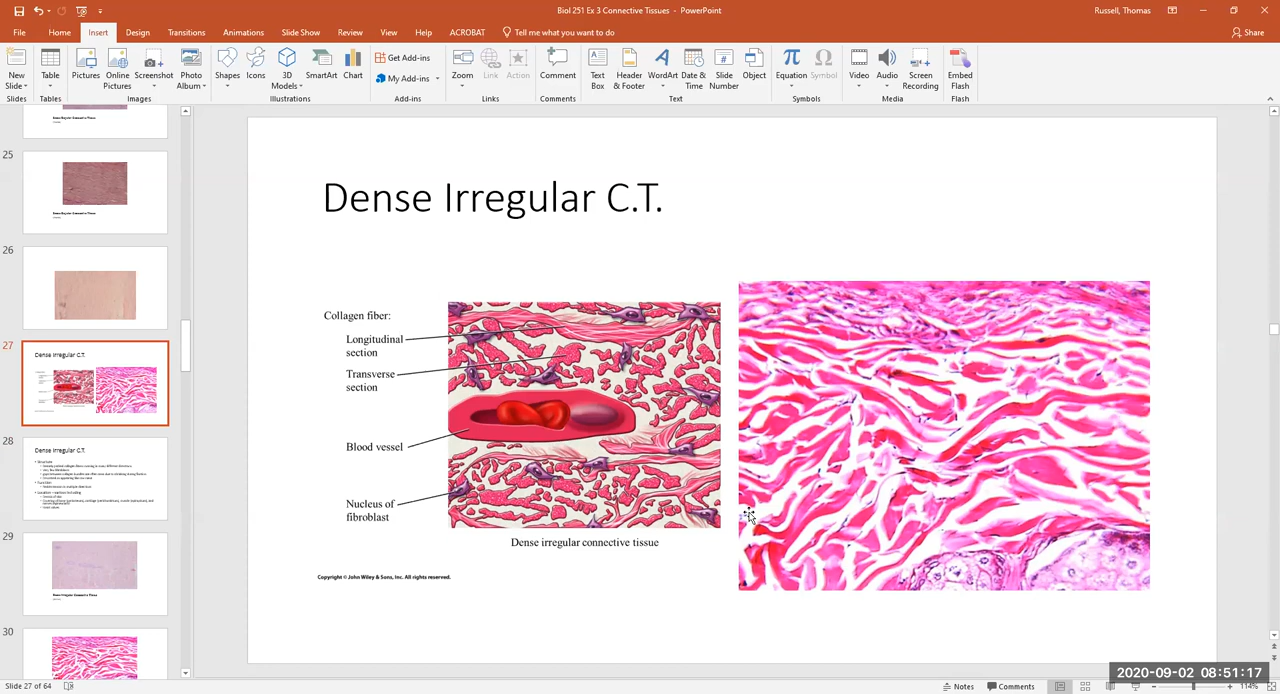 Biol 251 Ex 3 Connective Tissues - PowerPoint
Russell, Thomas
File Home Insert Design Transitions Animations Slide Show Review View Help ACROBAT Tell me what you want to do
Share
New Slide
Table
Pictures
Online Pictures
Screenshot
Photo Album
Shapes
Icons
3D Models
SmartArt
Chart
Get Add-ins
My Add-ins
Zoom
Link
Action
Comment
Text Box
Header & Footer
WordArt
Date & Time
Slide Number
Object
Equation
Symbol
Video
Audio
Screen Recording
Embed Flash
Slides
Tables
Images
Illustrations
Add-ins
Links
Comments
Text
Symbols
Media
Flash
25
26
27
Dense Irregular C.T.
28
Dense Irregular C.T.
29
30
Dense Irregular C.T.
Collagen fiber:
Longitudinal
section
Transverse
section
Blood vessel
Nucleus of
fibroblast
Dense irregular connective tissue
Copyright © John Wiley & Sons, Inc. All rights reserved.
2020-09-02 08:51:17
Slide 27 of 64
Notes
Comments
114%